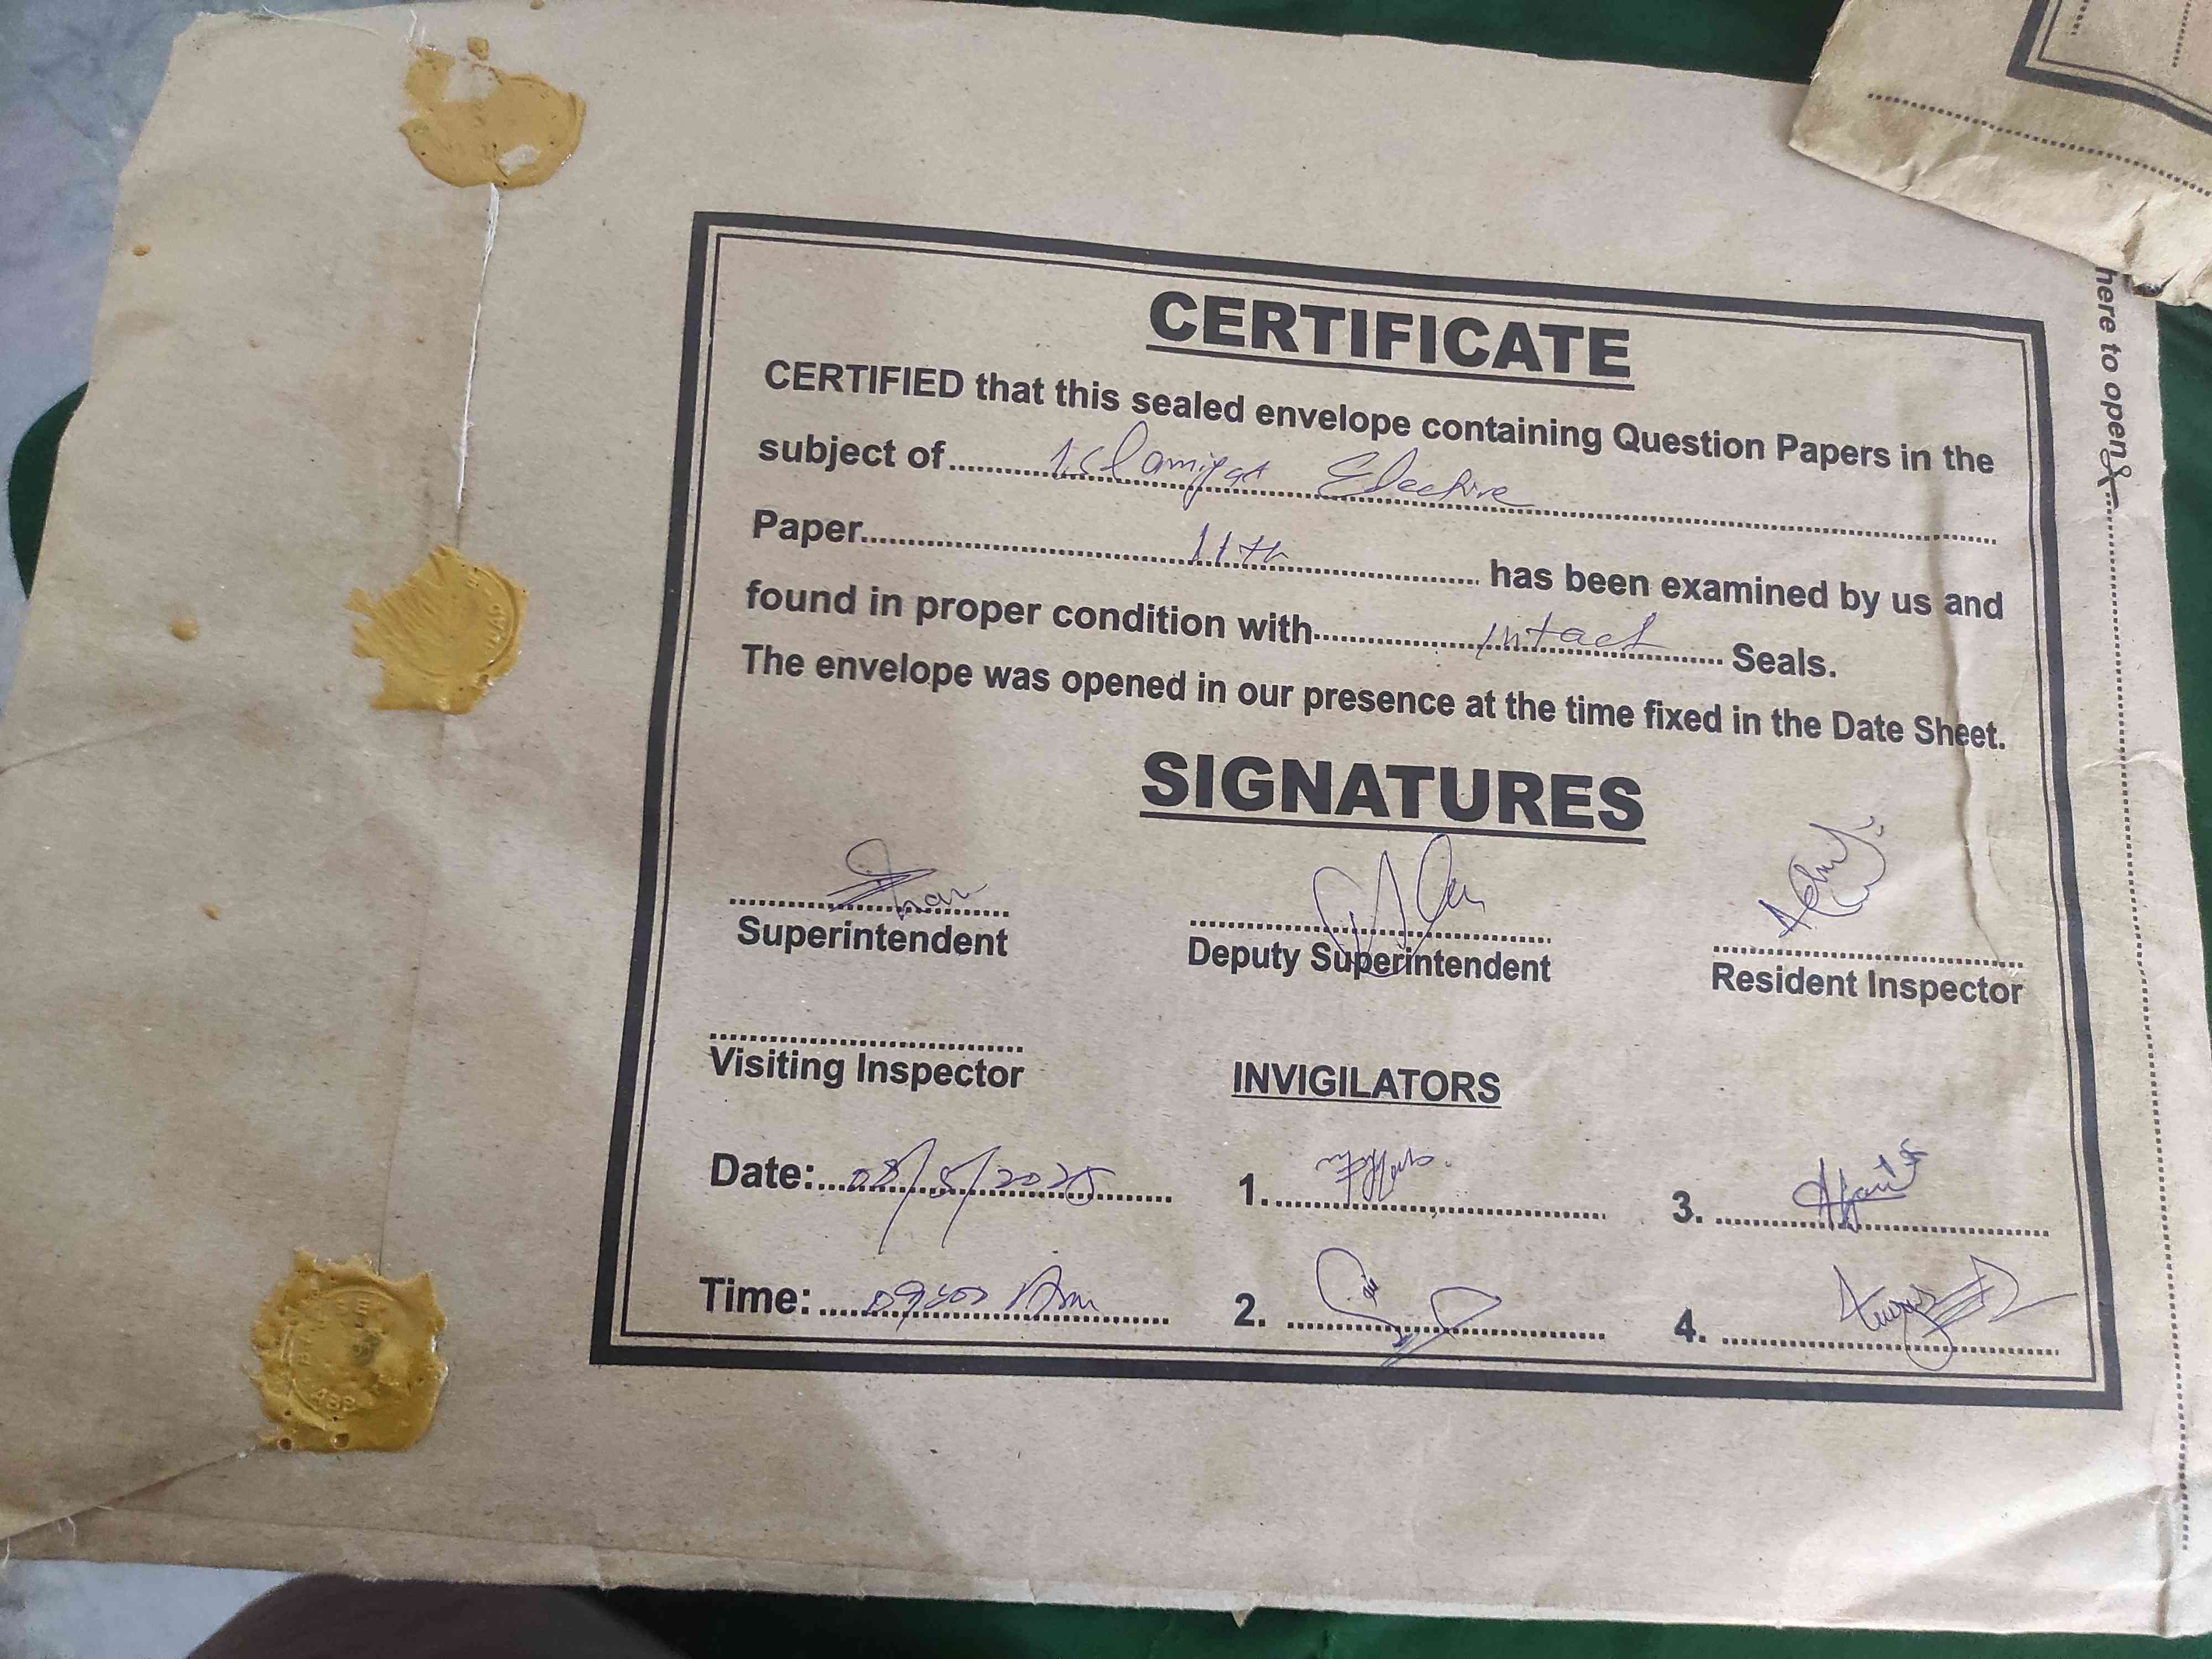 CERTIFICATE
CERTIFIED that this sealed envelope containing Question Papers in the
subject of Islamiyat Elective
Paper 11th has been examined by us and
found in proper condition with Intact Seals.
The envelope was opened in our presence at the time fixed in the Date Sheet.
SIGNATURES
Superintendent
Deputy Superintendent
Resident Inspector
Visiting Inspector
INVIGILATORS
Date: 08/5/2025
1.
3.
Time: 09:00 Am
2.
4.
here to open